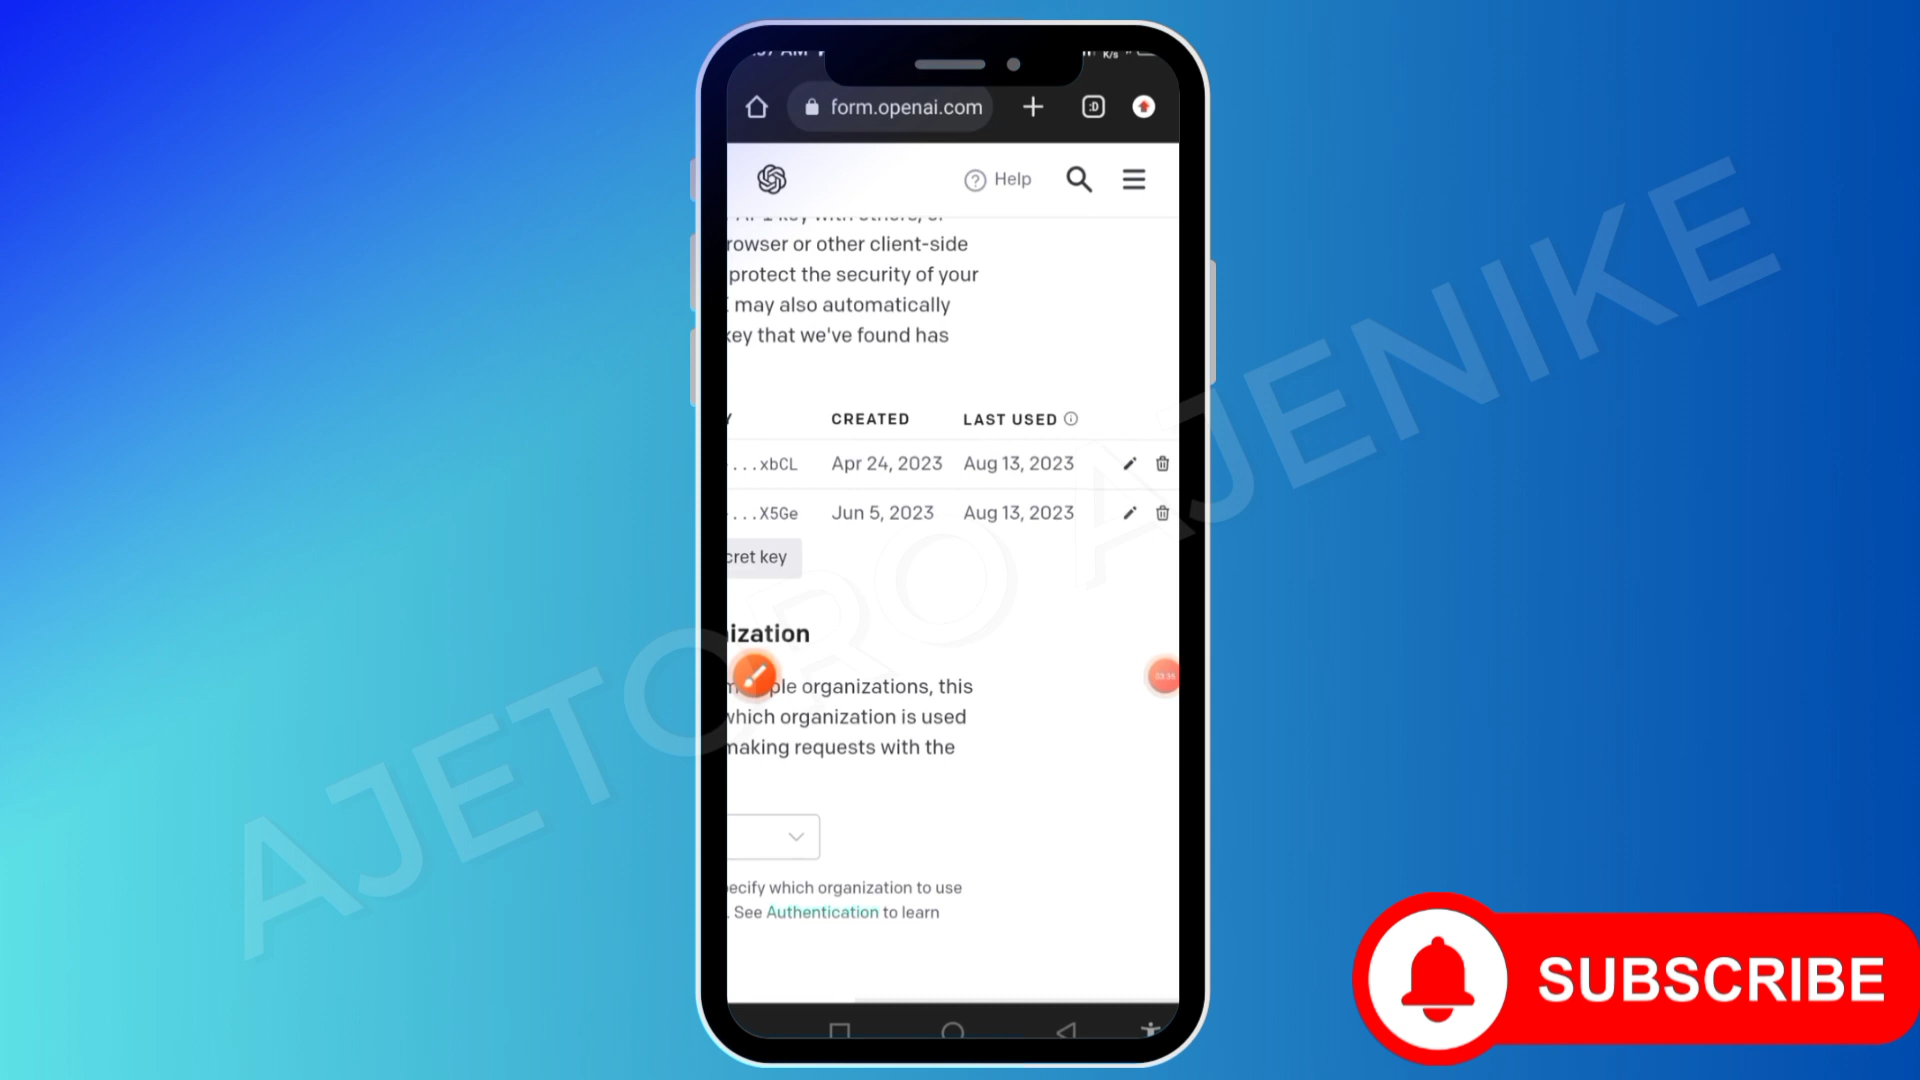 form.openai.com
:D
Help
rowser or other client-side
protect the security of your
may also automatically
key that we've found has
CREATED
LAST USED
...xbCL
Apr 24, 2023
Aug 13, 2023
...X5Ge
Jun 5, 2023
Aug 13, 2023
cret key
ization
ple organizations, this
which organization is used
making requests with the
ecify which organization to use
. See Authentication to learn
AJETORO AJENIKE
SUBSCRIBE